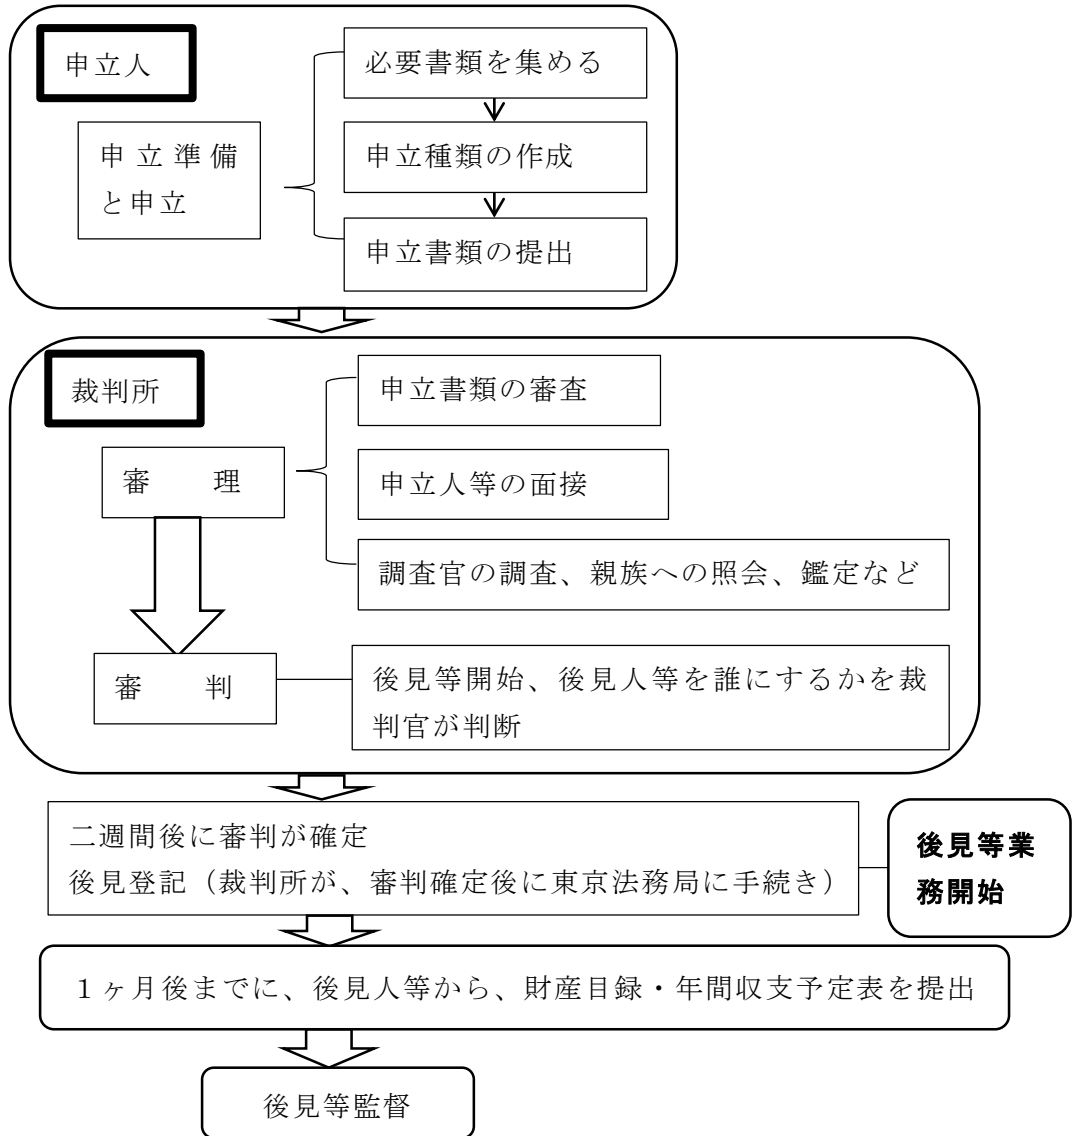 申立人
必要書類を集める
申立準備
と申立
申立種類の作成
申立書類の提出
裁判所
申立書類の審査
審　　理
申立人等の面接
調査官の調査、親族への照会、鑑定など
審　　判
後見等開始、後見人等を誰にするかを裁
判官が判断
二週間後に審判が確定
後見登記（裁判所が、審判確定後に東京法務局に手続き）
後見等業
務開始
１ヶ月後までに、後見人等から、財産目録・年間収支予定表を提出
後見等監督